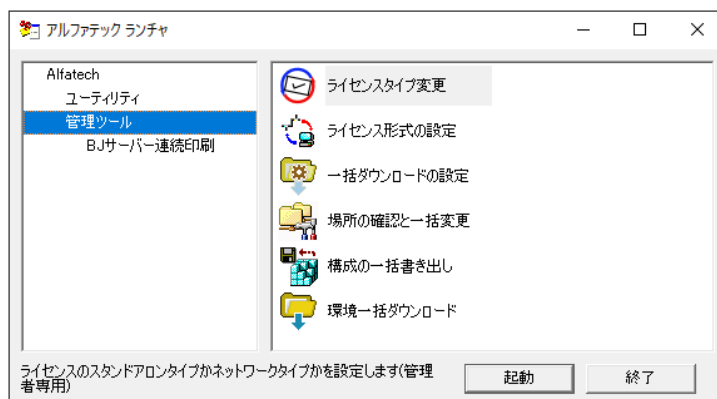 アルファテック ランチャ
Alfatech
ユーティリティ
管理ツール
BJサーバー連続印刷
ライセンスタイプ変更
ライセンス形式の設定
一括ダウンロードの設定
場所の確認と一括変更
構成の一括書き出し
環境一括ダウンロード
ライセンスのスタンドアロンタイプかネットワークタイプかを設定します(管理
者専用)
起動
終了